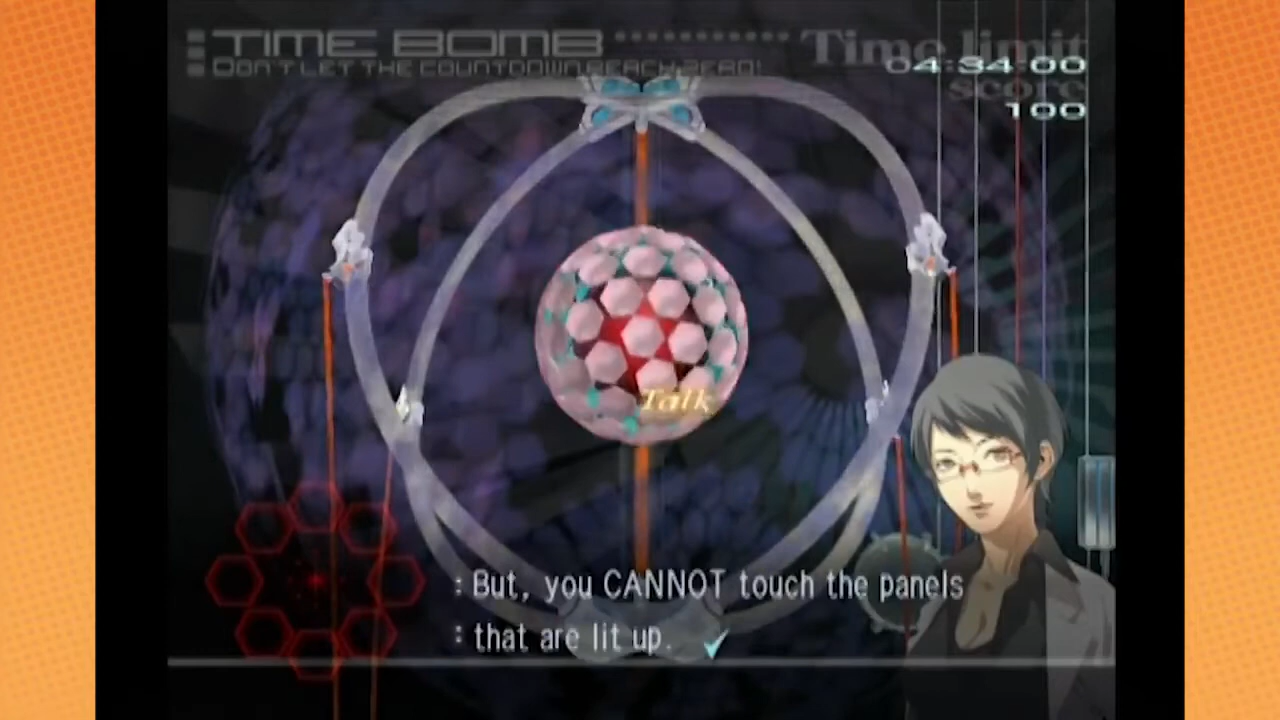 TIME BOMB
DON'T LET THE COUNTDOWN REACH ZERO!
Time limit
04:34:00
score
100
Talk
: But, you CANNOT touch the panels
: that are lit up.